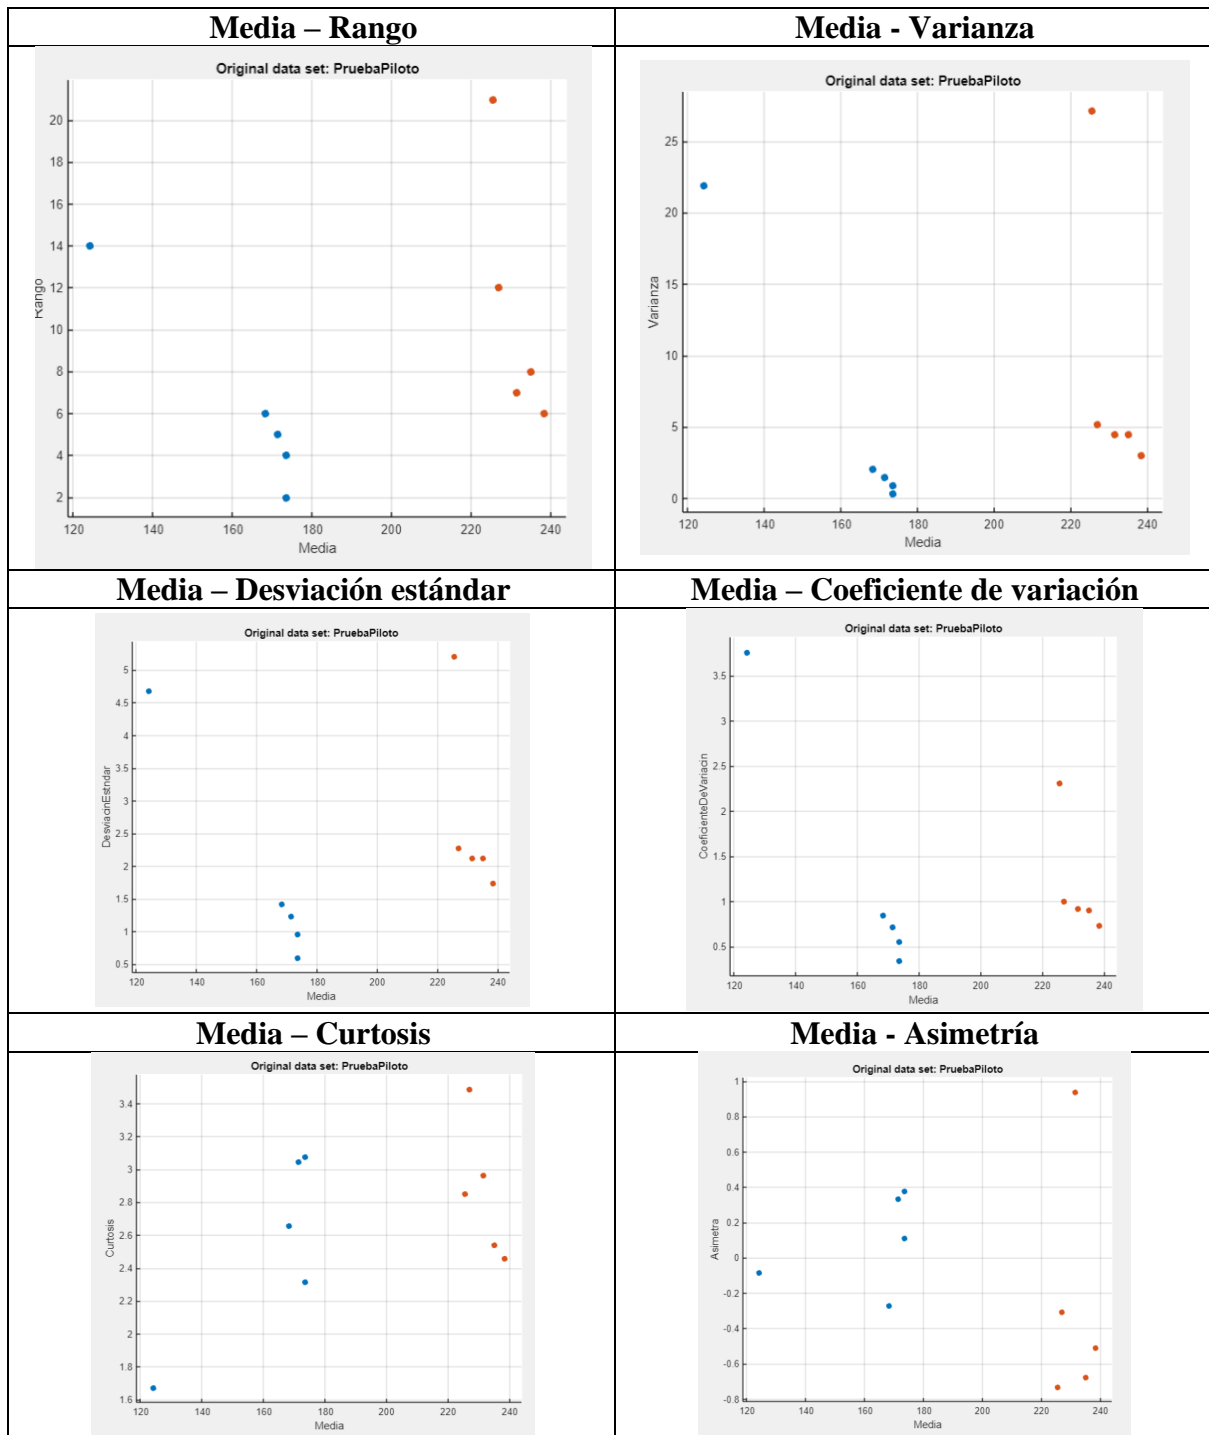 Media – Rango
Original data set: PruebaPiloto
20
18
16
14
12
10
8
6
4
2
Rango
120 140 160 180 200 220 240
Media
Media - Varianza
Original data set: PruebaPiloto
25
20
15
10
5
0
Varianza
120 140 160 180 200 220 240
Media
Media – Desviación estándar
Original data set: PruebaPiloto
5
4.5
4
3.5
3
2.5
2
1.5
1
0.5
DesviacinEstndar
120 140 160 180 200 220 240
Media
Media – Coeficiente de variación
Original data set: PruebaPiloto
3.5
3
2.5
2
1.5
1
0.5
CoeficienteDeVariacin
120 140 160 180 200 220 240
Media
Media – Curtosis
Original data set: PruebaPiloto
3.4
3.2
3
2.8
2.6
2.4
2.2
2
1.8
1.6
Curtosis
120 140 160 180 200 220 240
Media
Media - Asimetría
Original data set: PruebaPiloto
1
0.8
0.6
0.4
0.2
0
-0.2
-0.4
-0.6
-0.8
Asimetra
120 140 160 180 200 220 240
Media